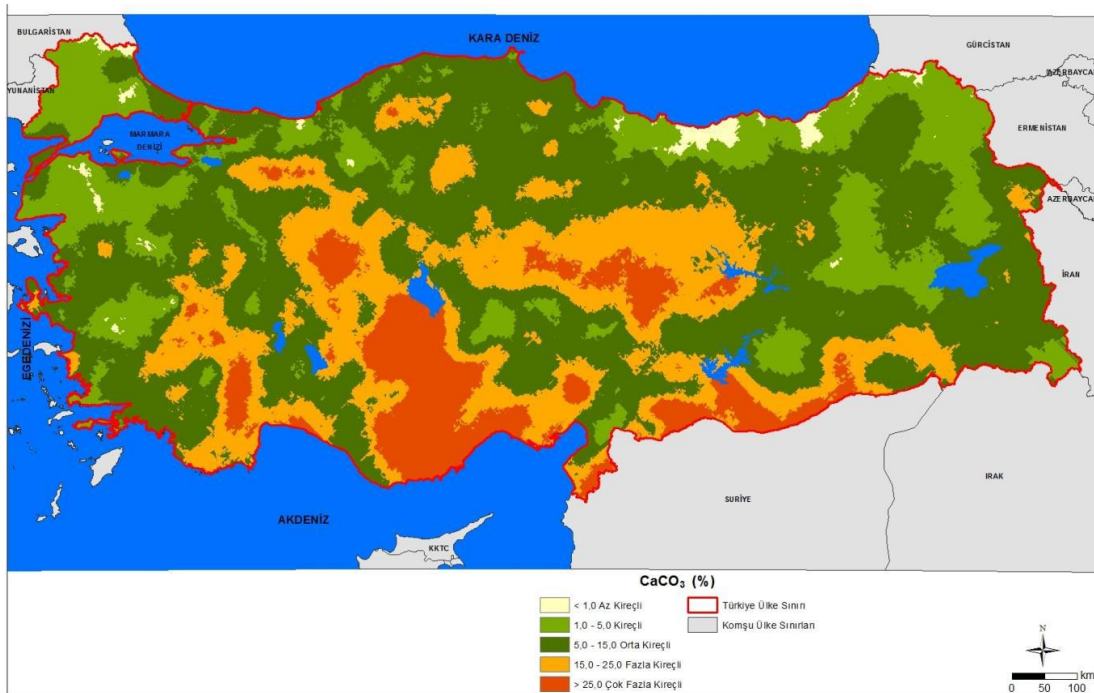 BULGARİSTAN
KARA DENİZ
GÜRCİSTAN
AZERBAYCAN
YUNANİSTAN
ERMENİSTAN
MARMARA
DENİZİ
AZERBAYCAN
İRAN
EGEDENİZİ
IRAK
SURİYE
AKDENİZ
KKTC
CaCO₃ (%)
< 1,0 Az Kireçli
1,0 - 5,0 Kireçli
5,0 - 15,0 Orta Kireçli
15,0 - 25,0 Fazla Kireçli
> 25,0 Çok Fazla Kireçli
Türkiye Ülke Sınırı
Komşu Ülke Sınırları
N
km
0 50 100